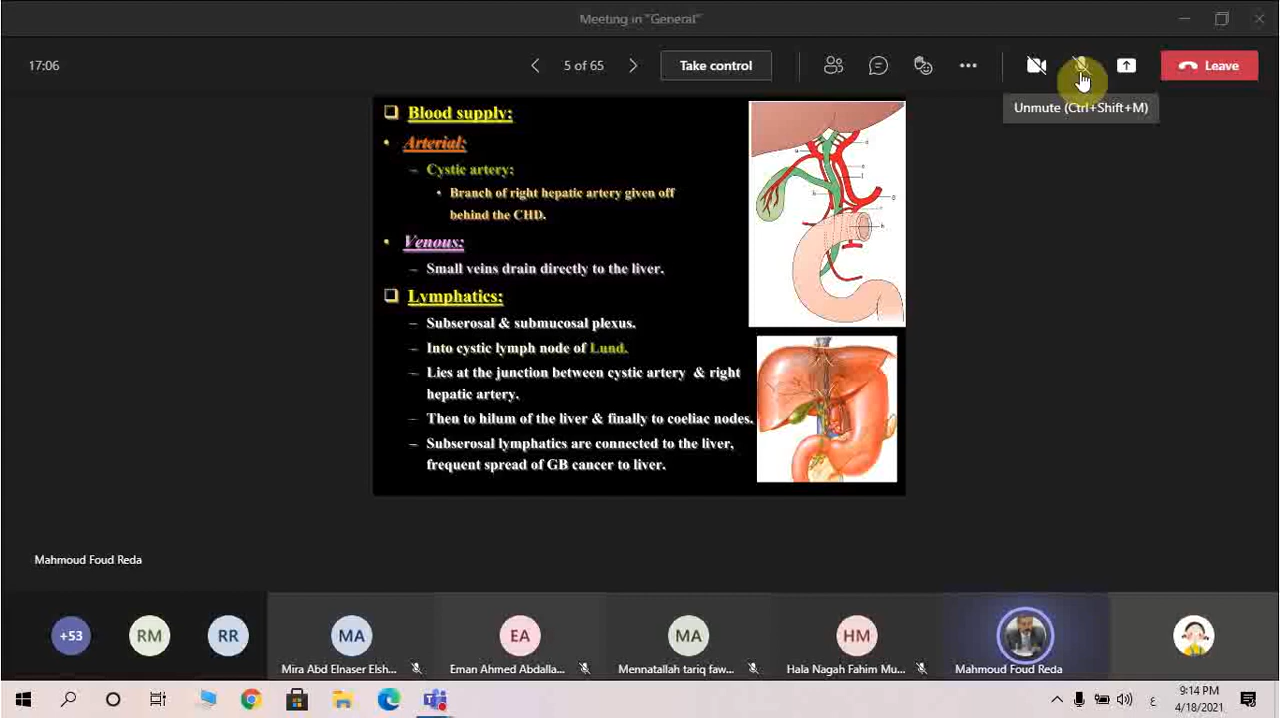 Meeting in "General"
17:06
5 of 65
Take control
Leave
Unmute (Ctrl+Shift+M)
Blood supply:
Arterial:
Cystic artery:
Branch of right hepatic artery given off
behind the CHD.
Venous:
Small veins drain directly to the liver.
Lymphatics:
Subserosal & submucosal plexus.
Into cystic lymph node of Lund.
Lies at the junction between cystic artery & right
hepatic artery.
Then to hilum of the liver & finally to coeliac nodes.
Subserosal lymphatics are connected to the liver,
frequent spread of GB cancer to liver.
Mahmoud Foud Reda
+53
RM
RR
MA
EA
MA
HM
Mira Abd Elnaser Elsh...
Eman Ahmed Abdalla...
Mennatallah tariq faw...
Hala Nagah Fahim Mu...
Mahmoud Foud Reda
ع
9:14 PM
4/18/2021